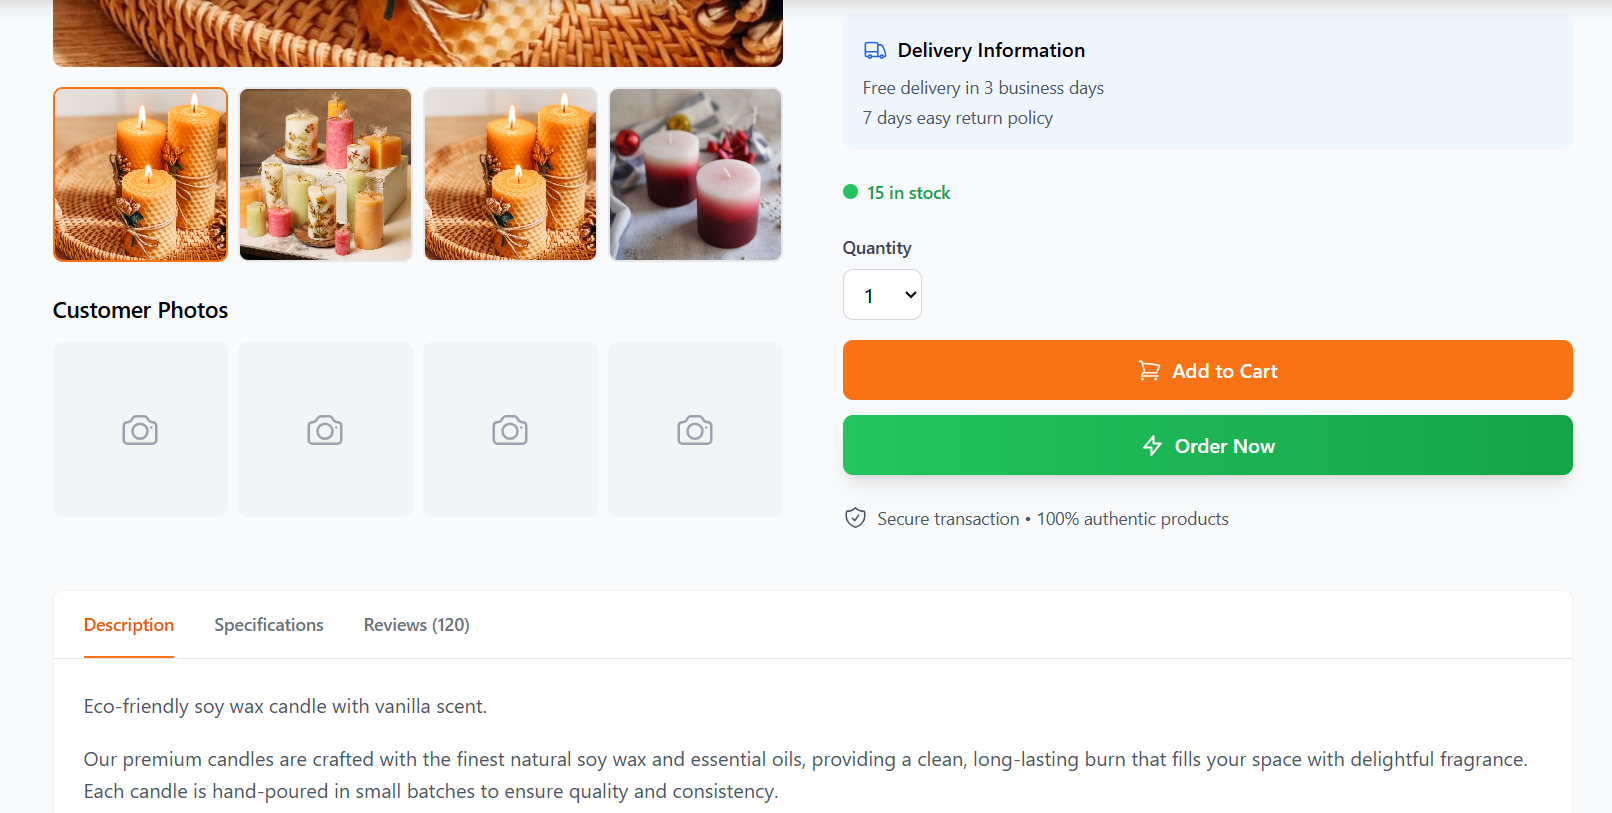 Delivery Information
Free delivery in 3 business days
7 days easy return policy
15 in stock
Quantity
1
Add to Cart
Order Now
Secure transaction • 100% authentic products
Customer Photos
Description
Specifications
Reviews (120)
Eco-friendly soy wax candle with vanilla scent.
Our premium candles are crafted with the finest natural soy wax and essential oils, providing a clean, long-lasting burn that fills your space with delightful fragrance.
Each candle is hand-poured in small batches to ensure quality and consistency.